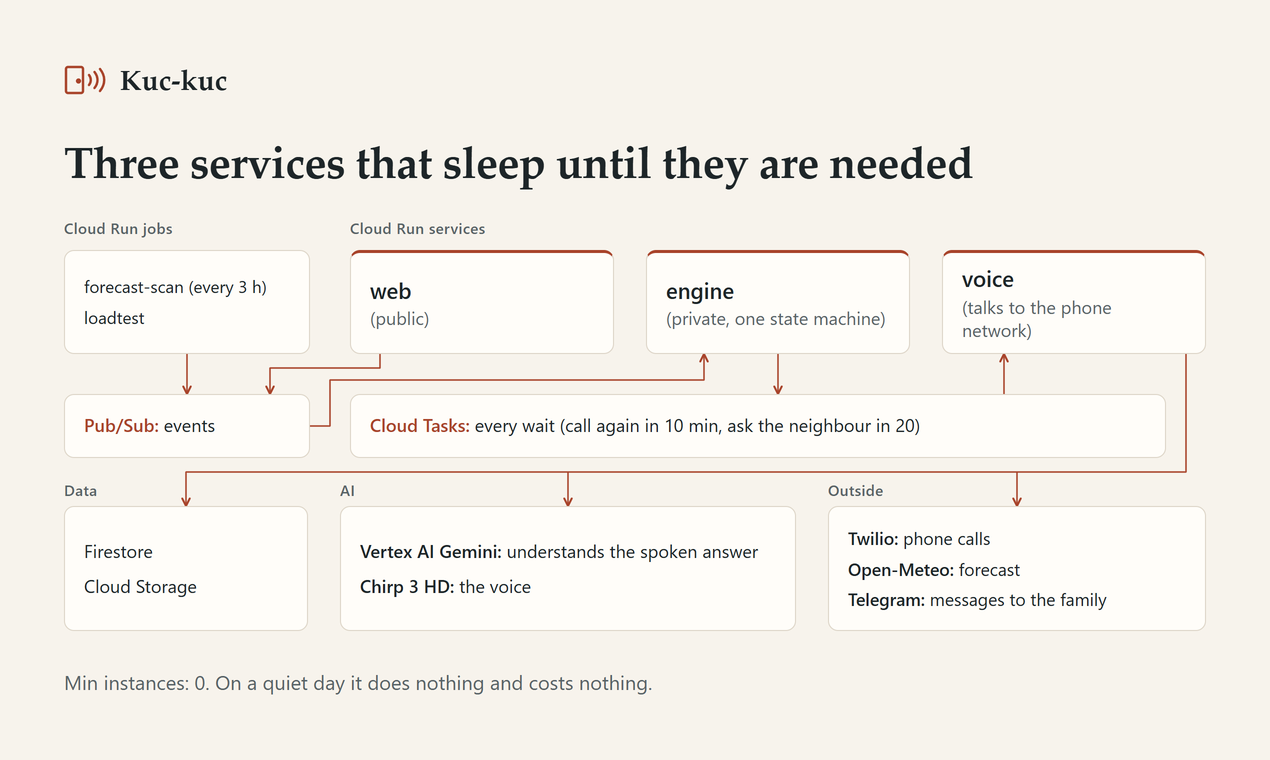 Kuc-kuc
Three services that sleep until they are needed
Cloud Run jobs
forecast-scan (every 3 h)
loadtest
Cloud Run services
web
(public)
engine
(private, one state machine)
voice
(talks to the phone
network)
Pub/Sub: events
Cloud Tasks: every wait (call again in 10 min, ask the neighbour in 20)
Data
Firestore
Cloud Storage
AI
Vertex AI Gemini: understands the spoken answer
Chirp 3 HD: the voice
Outside
Twilio: phone calls
Open-Meteo: forecast
Telegram: messages to the family
Min instances: 0. On a quiet day it does nothing and costs nothing.